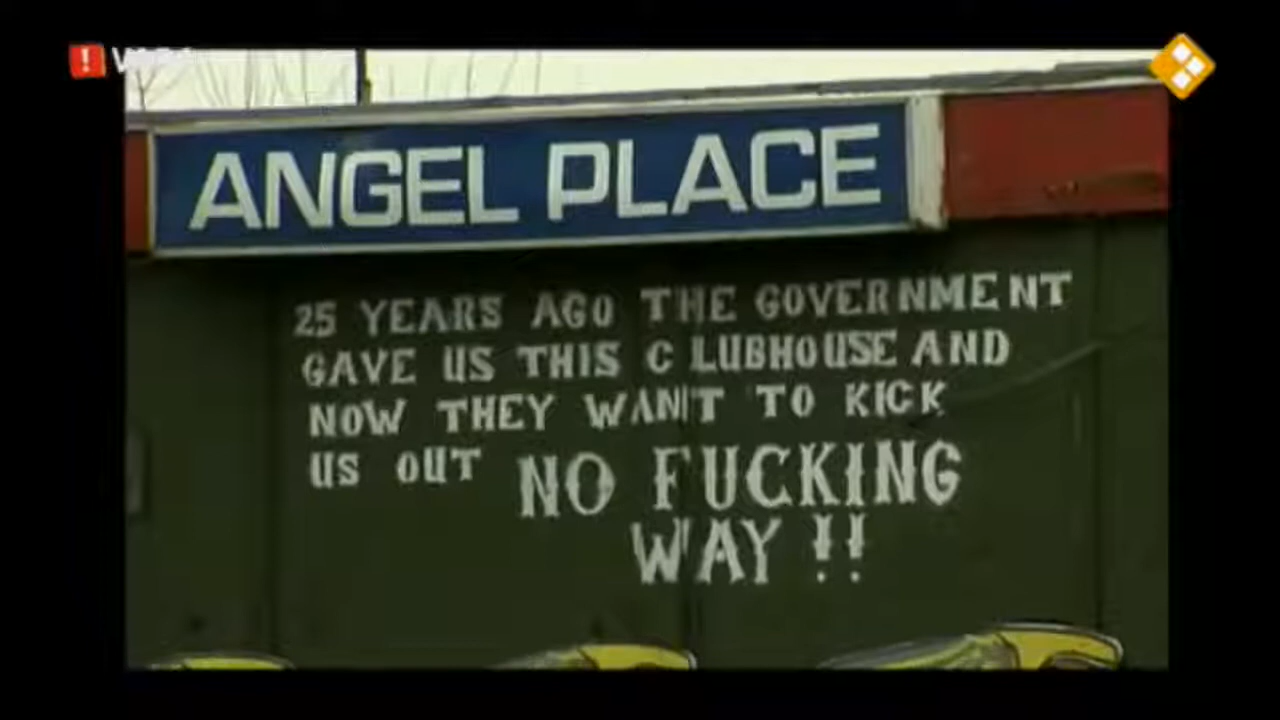 ANGEL PLACE
25 YEARS AGO THE GOVERNMENT
GAVE US THIS CLUBHOUSE AND
NOW THEY WANT TO KICK
US OUT NO FUCKING
WAY !!